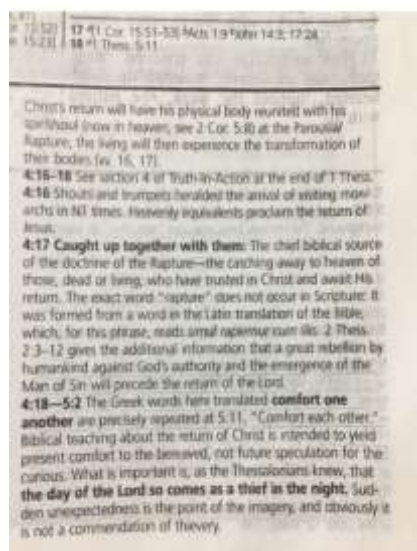 15:52]
15:23]
17 ¶[1 Cor. 15:51–53] Acts 1:9 John 14:3; 17:24
18 1 Thess. 5:11
Christ's return will have his physical body reunited with his
spirit/soul (now in heaven; see 2 Cor. 5:8) at the Parousia/
Rapture; the living will then experience the transformation of
their bodies (vv. 16, 17).
4:16–18 See section 4 of Truth-In-Action at the end of 1 Thess.
4:16 Shouts and trumpets heralded the arrival of visiting mon-
archs in NT times. Heavenly equivalents proclaim the return of
Jesus.
4:17 Caught up together with them: The chief biblical source
of the doctrine of the Rapture—the catching away to heaven of
those, dead or living, who have trusted in Christ and await His
return. The exact word "rapture" does not occur in Scripture: It
was formed from a word in the Latin translation of the Bible,
which, for this phrase, reads simul rapiemur cum illis. 2 Thess.
2:3–12 gives the additional information that a great rebellion by
humankind against God's authority and the emergence of the
Man of Sin will precede the return of the Lord.
4:18—5:2 The Greek words here translated comfort one
another are precisely repeated at 5:11, "Comfort each other."
Biblical teaching about the return of Christ is intended to yield
present comfort to the bereaved, not future speculation for the
curious. What is important is, as the Thessalonians knew, that
the day of the Lord so comes as a thief in the night. Sud-
den unexpectedness is the point of the imagery, and obviously it
is not a commendation of thievery.